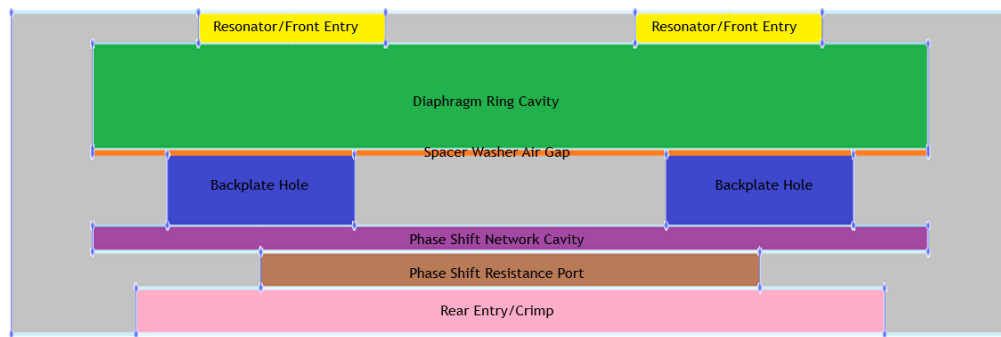 Resonator/Front Entry
Resonator/Front Entry
Diaphragm Ring Cavity
Spacer Washer Air Gap
Backplate Hole
Backplate Hole
Phase Shift Network Cavity
Phase Shift Resistance Port
Rear Entry/Crimp